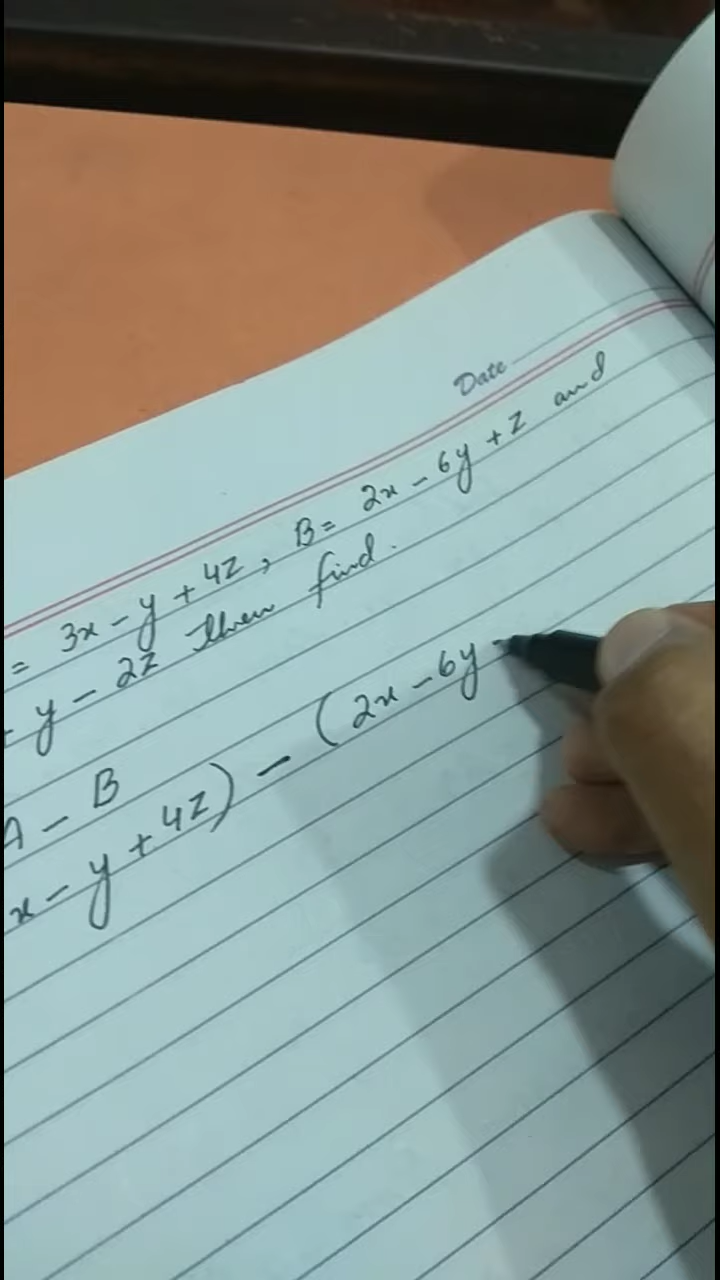 Date
= 3x - y + 4z, B = 2x - 6y + z and
+ y - 2z then find.
A - B
x - y + 4z) - (2x - 6y